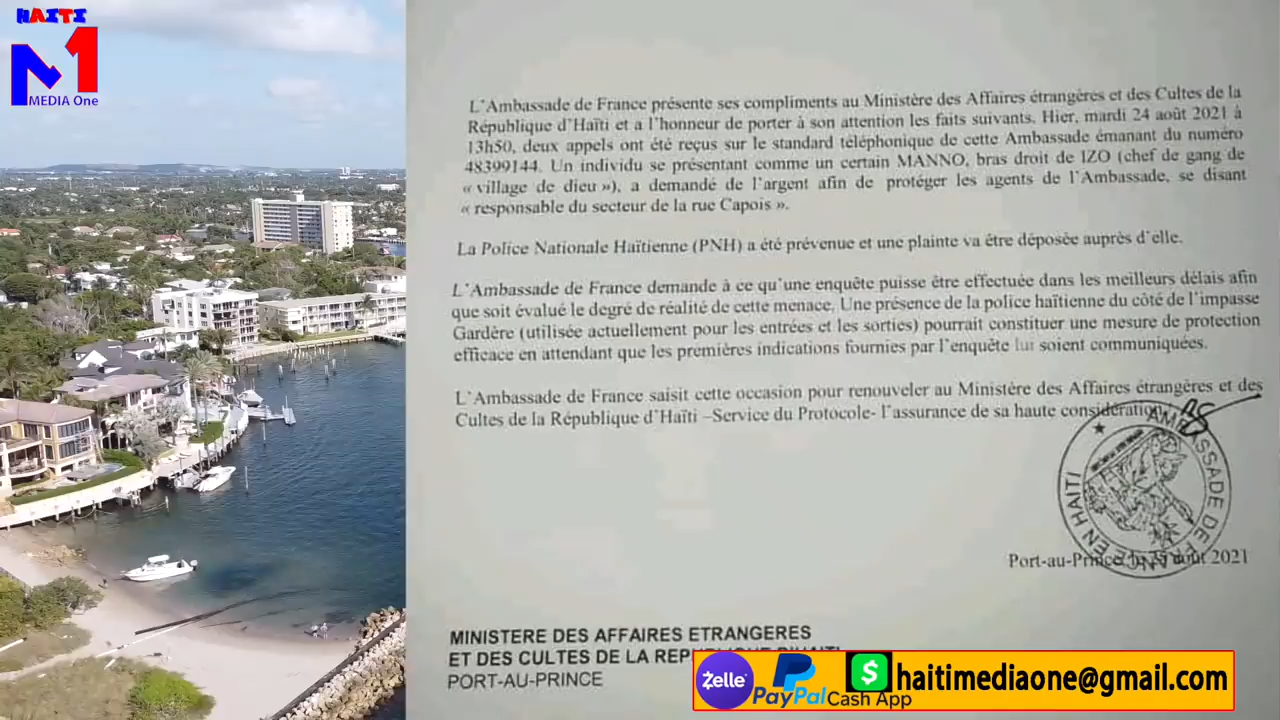 HAITI
M1
MEDIA One
L'Ambassade de France présente ses compliments au Ministère des Affaires étrangères et des Cultes de la
République d'Haïti et a l'honneur de porter à son attention les faits suivants. Hier, mardi 24 août 2021 à
13h50, deux appels ont été reçus sur le standard téléphonique de cette Ambassade émanant du numéro
48399144. Un individu se présentant comme un certain MANNO, bras droit de IZO (chef de gang de
« village de dieu »), a demandé de l'argent afin de protéger les agents de l'Ambassade, se disant
« responsable du secteur de la rue Capois ».
La Police Nationale Haïtienne (PNH) a été prévenue et une plainte va être déposée auprès d'elle.
L'Ambassade de France demande à ce qu'une enquête puisse être effectuée dans les meilleurs délais afin
que soit évalué le degré de réalité de cette menace. Une présence de la police haïtienne du côté de l'impasse
Gardère (utilisée actuellement pour les entrées et les sorties) pourrait constituer une mesure de protection
efficace en attendant que les premières indications fournies par l'enquête lui soient communiquées.
L'Ambassade de France saisit cette occasion pour renouveler au Ministère des Affaires étrangères et des
Cultes de la République d'Haïti –Service du Protocole- l'assurance de sa haute considération
AMBASSADE DE FRANCE EN HAITI
Port-au-Prince, le 25 août 2021
MINISTERE DES AFFAIRES ETRANGERES
ET DES CULTES DE LA REP
PORT-AU-PRINCE
Zelle PayPal $ Cash App haitimediaone@gmail.com